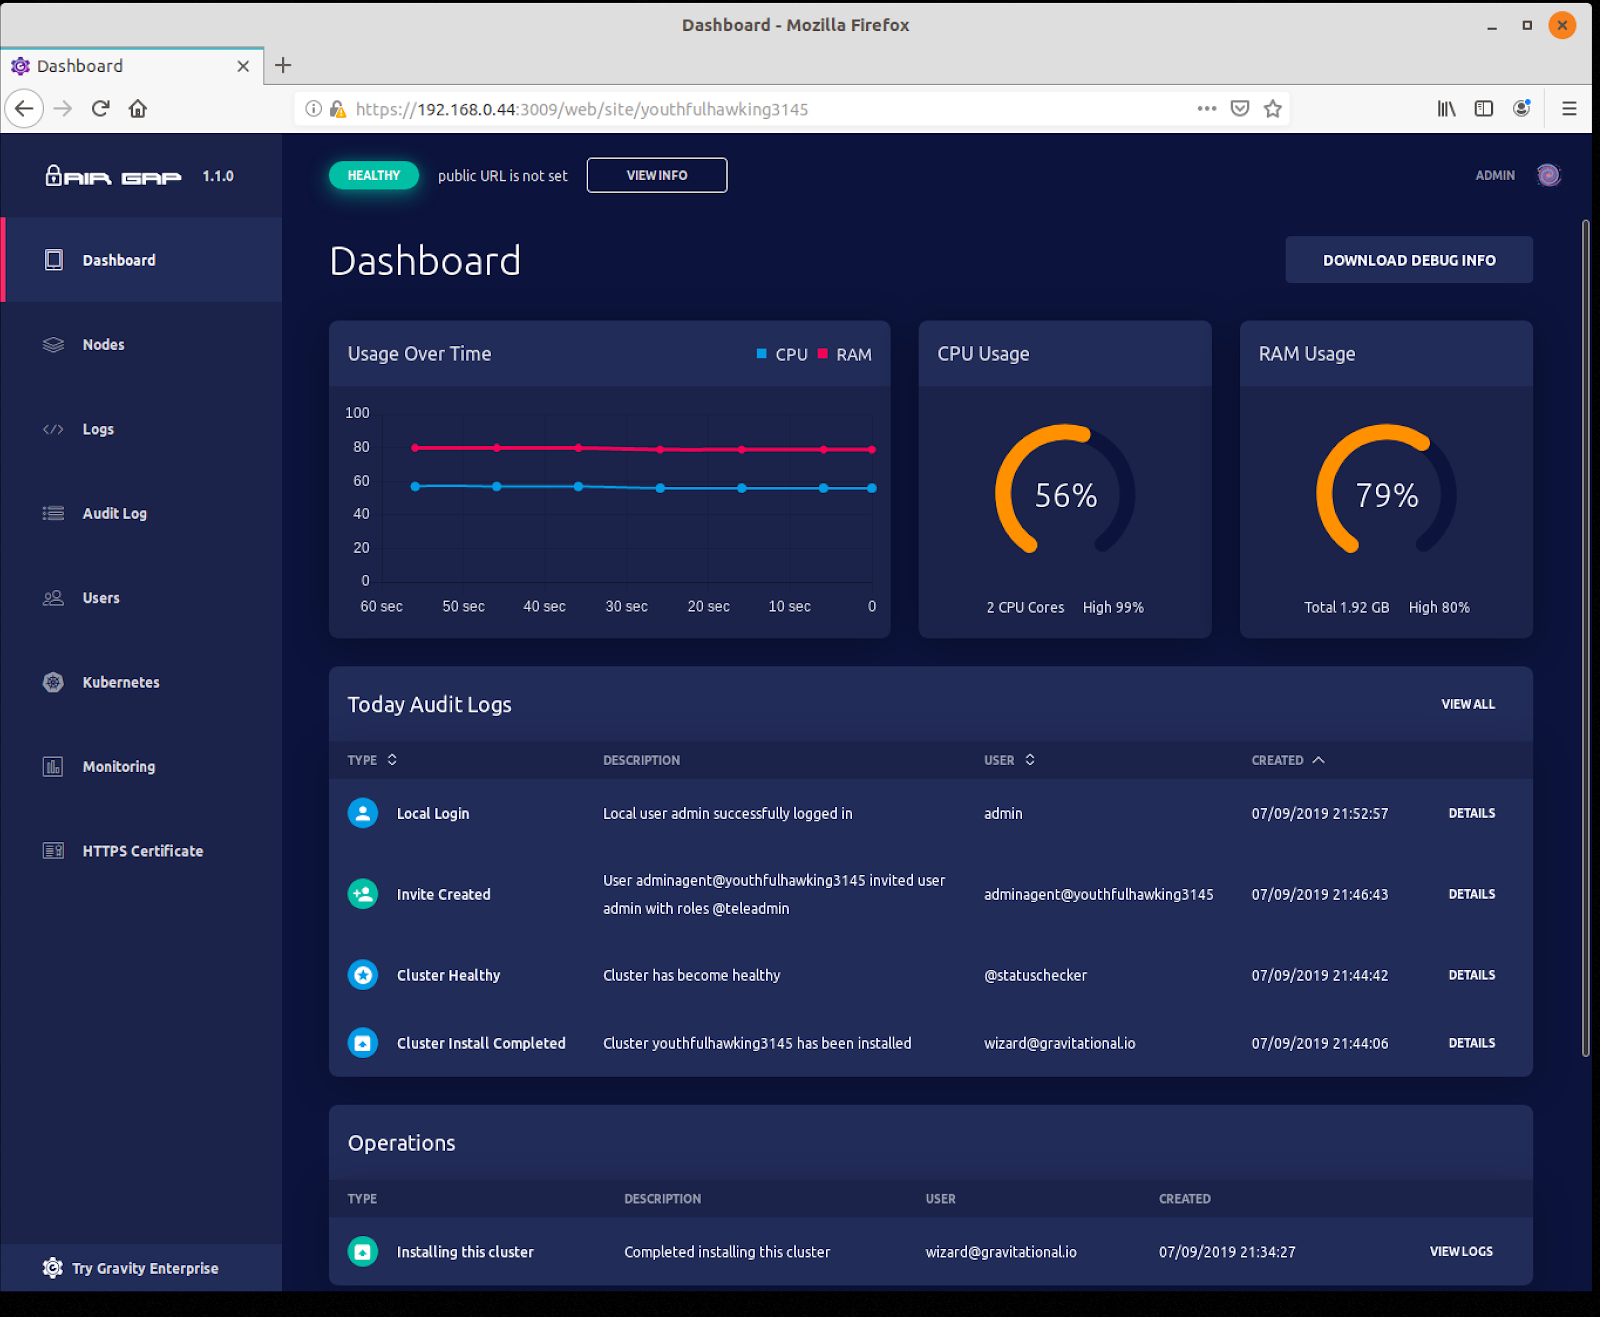 Dashboard - Mozilla Firefox
Dashboard
https://192.168.0.44:3009/web/site/youthfulhawking3145
AIR GAP 1.1.0
HEALTHY public URL is not set VIEW INFO
ADMIN
Dashboard
Nodes
Logs
Audit Log
Users
Kubernetes
Monitoring
HTTPS Certificate
Try Gravity Enterprise
Dashboard
DOWNLOAD DEBUG INFO
Usage Over Time CPU RAM
100
80
60
40
20
0
60 sec 50 sec 40 sec 30 sec 20 sec 10 sec 0
CPU Usage
56%
2 CPU Cores High 99%
RAM Usage
79%
Total 1.92 GB High 80%
Today Audit Logs VIEW ALL
TYPE DESCRIPTION USER CREATED
Local Login Local user admin successfully logged in admin 07/09/2019 21:52:57 DETAILS
Invite Created User adminagent@youthfulhawking3145 invited user adminagent@youthfulhawking3145 07/09/2019 21:46:43 DETAILS
admin with roles @teleadmin
Cluster Healthy Cluster has become healthy @statuschecker 07/09/2019 21:44:42 DETAILS
Cluster Install Completed Cluster youthfulhawking3145 has been installed wizard@gravitational.io 07/09/2019 21:44:06 DETAILS
Operations
TYPE DESCRIPTION USER CREATED
Installing this cluster Completed installing this cluster wizard@gravitational.io 07/09/2019 21:34:27 VIEW LOGS